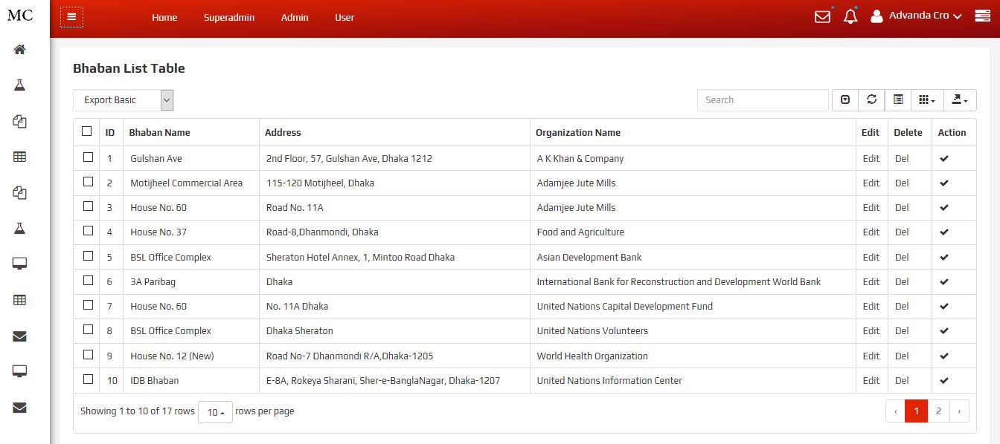 MC
Home Superadmin Admin User Advanda Cro
Bhaban List Table
Export Basic Search
ID Bhaban Name Address Organization Name Edit Delete Action
1 Gulshan Ave 2nd Floor, 57, Gulshan Ave, Dhaka 1212 A K Khan & Company Edit Del
2 Motijheel Commercial Area 115-120 Motijheel, Dhaka Adamjee Jute Mills Edit Del
3 House No. 60 Road No. 11A Adamjee Jute Mills Edit Del
4 House No. 37 Road-8,Dhanmondi, Dhaka Food and Agriculture Edit Del
5 BSL Office Complex Sheraton Hotel Annex, 1, Mintoo Road Dhaka Asian Development Bank Edit Del
6 3A Paribag Dhaka International Bank for Reconstruction and Development World Bank Edit Del
7 House No. 60 No. 11A Dhaka United Nations Capital Development Fund Edit Del
8 BSL Office Complex Dhaka Sheraton United Nations Volunteers Edit Del
9 House No. 12 (New) Road No-7 Dhanmondi R/A,Dhaka-1205 World Health Organization Edit Del
10 IDB Bhaban E-8A, Rokeya Sharani, Sher-e-BanglaNagar, Dhaka-1207 United Nations Information Center Edit Del
Showing 1 to 10 of 17 rows 10 rows per page ‹ 1 2 ›